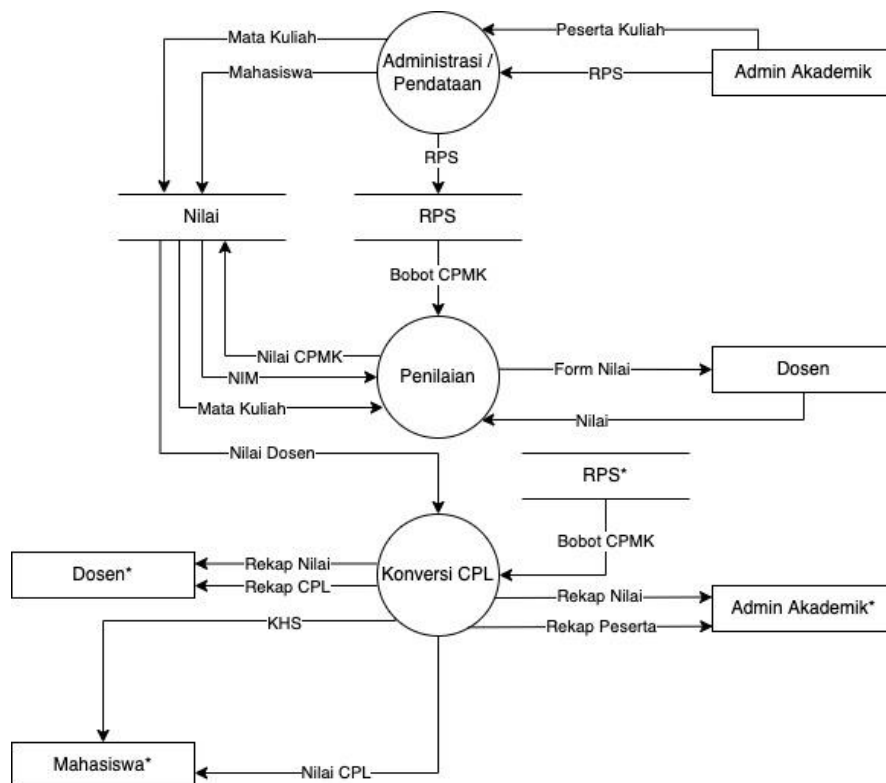 Peserta Kuliah
Mata Kuliah
Administrasi /
Pendataan
Admin Akademik
Mahasiswa
RPS
RPS
Nilai
RPS
Bobot CPMK
Nilai CPMK
Form Nilai
Penilaian
Dosen
NIM
Mata Kuliah
Nilai
Nilai Dosen
RPS*
Bobot CPMK
Rekap Nilai
Dosen*
Konversi CPL
Rekap CPL
Rekap Nilai
Admin Akademik*
KHS
Rekap Peserta
Mahasiswa*
Nilai CPL